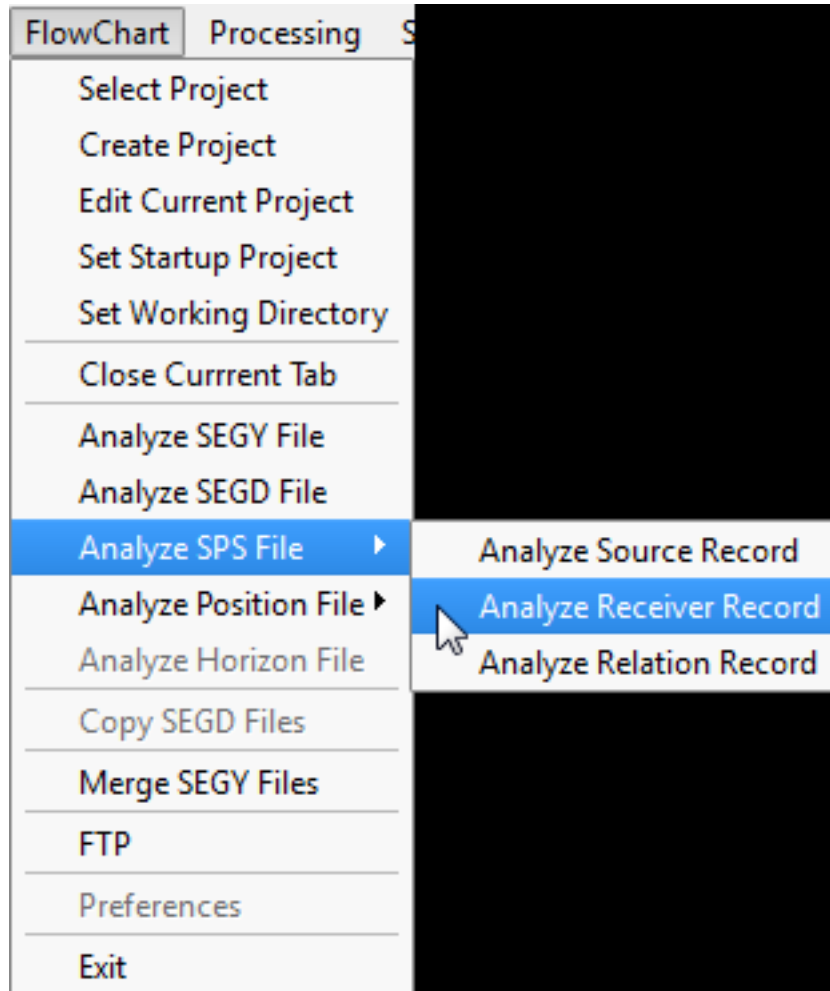 FlowChart Processing
Select Project
Create Project
Edit Current Project
Set Startup Project
Set Working Directory
Close Currrent Tab
Analyze SEGY File
Analyze SEGD File
Analyze SPS File
Analyze Source Record
Analyze Position File
Analyze Receiver Record
Analyze Horizon File
Analyze Relation Record
Copy SEGD Files
Merge SEGY Files
FTP
Preferences
Exit